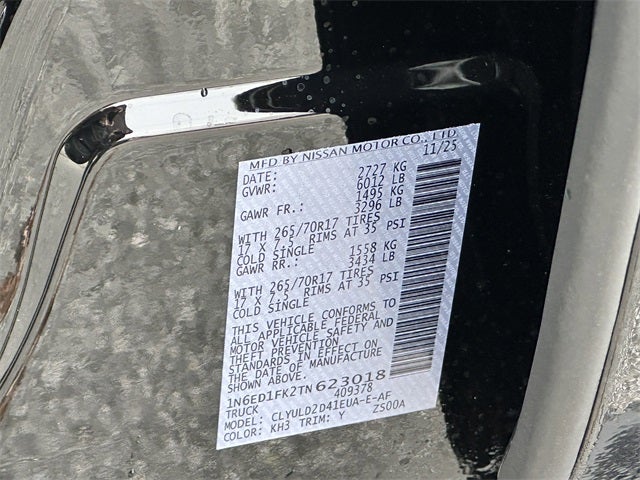 MFD BY NISSAN MOTOR CO., LTD.
DATE: 11/25
GVWR: 2727 KG
6012 LB
GAWR FR.: 1495 KG
3296 LB
WITH 265/70R17 TIRES
17 X 7.5 RIMS AT 35 PSI
COLD SINGLE
GAWR RR.: 1558 KG
3434 LB
WITH 265/70R17 TIRES
17 X 7.5 RIMS AT 35 PSI
COLD SINGLE
THIS VEHICLE CONFORMS TO
ALL APPLICABLE FEDERAL
MOTOR VEHICLE SAFETY AND
THEFT PREVENTION
STANDARDS IN EFFECT ON
THE DATE OF MANUFACTURE
SHOWN ABOVE.
1N6ED1FK2TN623018
TRUCK 409378
MODEL: CLYULD2D41EUA-E-AF
COLOR: KH3 TRIM: Y ZS00A